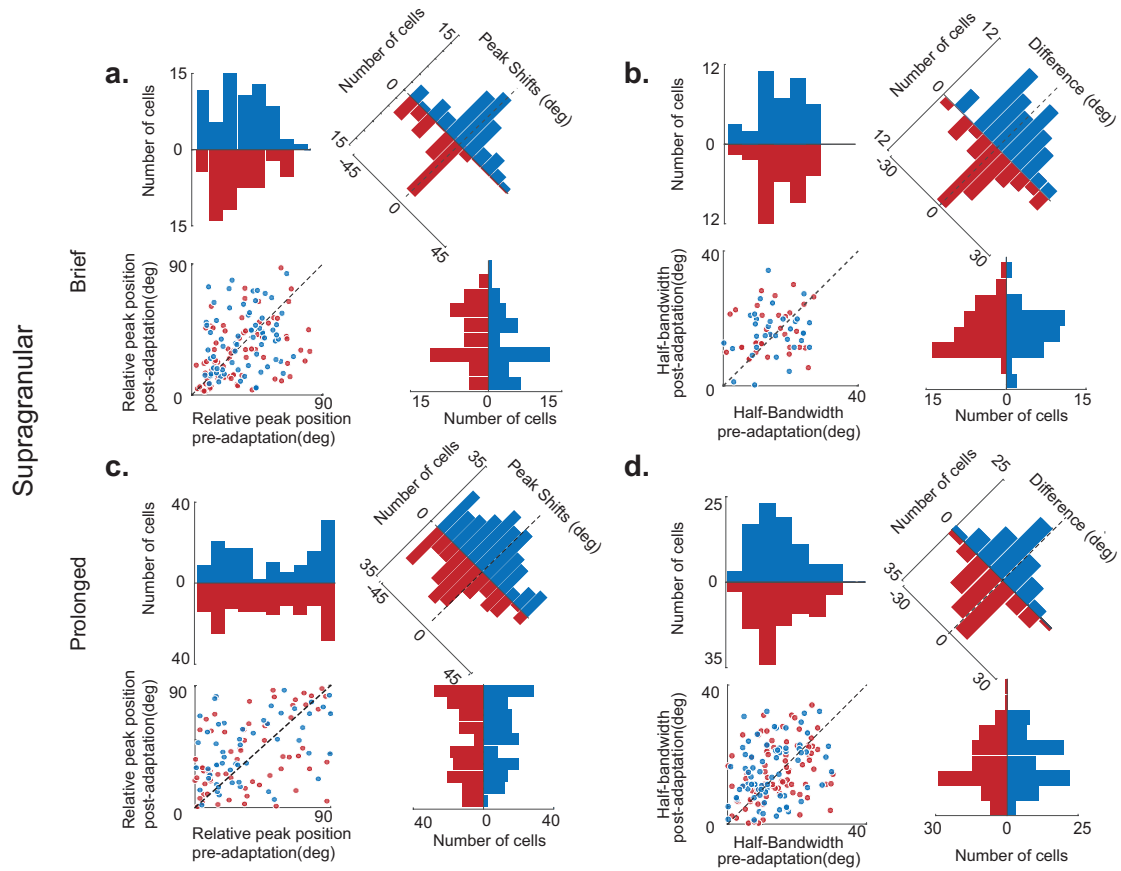 Supragranular
Brief
a.
Number of cells
15
0
15
Number of cells
15
0
15
Peak Shifts (deg)
-45
0
45
Relative peak position
post-adaptation(deg)
90
0
90
Relative peak position
pre-adaptation(deg)
15
0
15
Number of cells
b.
Number of cells
12
0
12
Number of cells
12
0
12
Difference (deg)
-30
0
30
Half-bandwidth
post-adaptation(deg)
40
0
40
Half-Bandwidth
pre-adaptation(deg)
15
0
15
Number of cells
Prolonged
c.
Number of cells
40
0
40
Number of cells
35
0
35
Peak Shifts (deg)
-45
0
45
Relative peak position
post-adaptation(deg)
90
0
90
Relative peak position
pre-adaptation(deg)
40
0
40
Number of cells
d.
Number of cells
25
0
35
Number of cells
25
0
35
Difference (deg)
-30
0
30
Half-bandwidth
post-adaptation(deg)
40
0
40
Half-Bandwidth
pre-adaptation(deg)
30
0
25
Number of cells